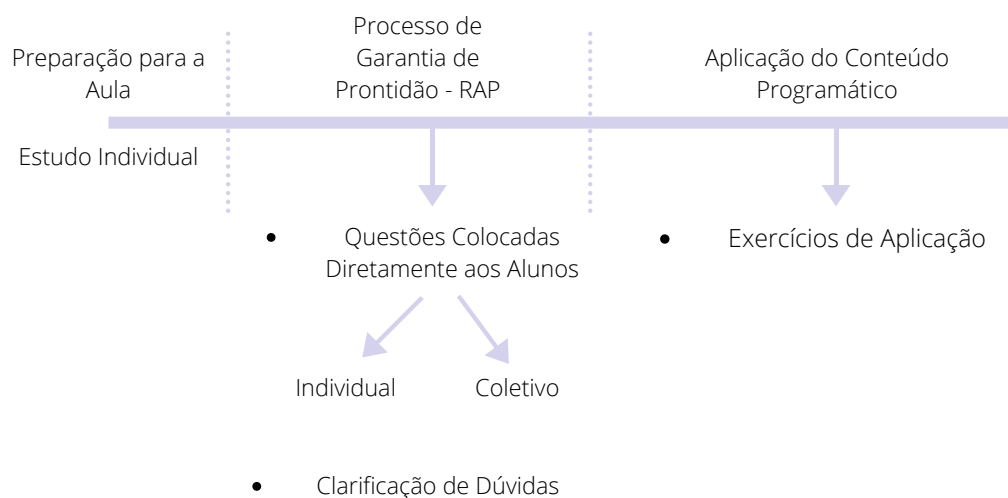 Preparação para a
Aula
Estudo Individual
Processo de
Garantia de
Prontidão - RAP
• Questões Colocadas
Diretamente aos Alunos
Individual
Coletivo
• Clarificação de Dúvidas
Aplicação do Conteúdo
Programático
• Exercícios de Aplicação